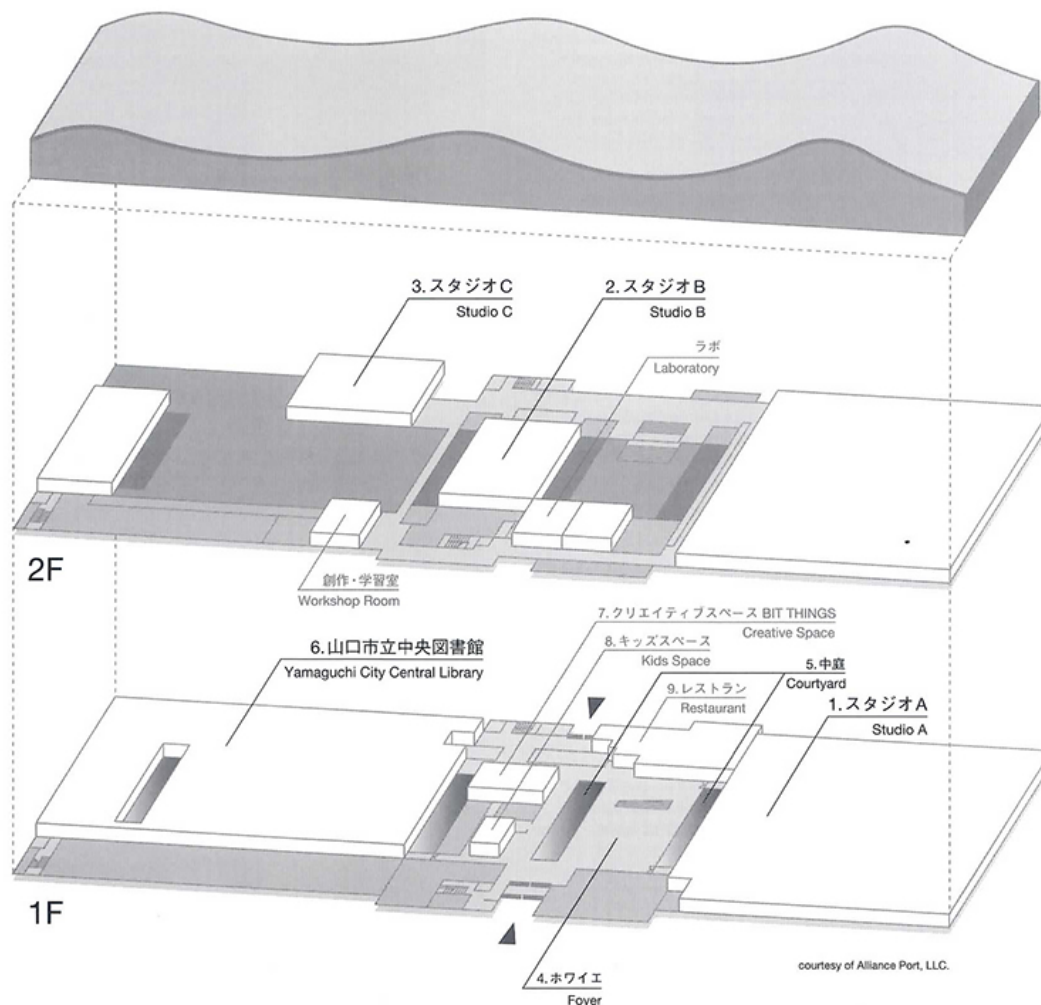 3.スタジオC
Studio C
2.スタジオB
Studio B
ラボ
Laboratory
2F
創作・学習室
Workshop Room
7.クリエイティブスペース BIT THINGS
Creative Space
8.キッズスペース
Kids Space
6.山口市立中央図書館
Yamaguchi City Central Library
5.中庭
Courtyard
9.レストラン
Restaurant
1.スタジオA
Studio A
1F
courtesy of Alliance Port, LLC.
4.ホワイエ
Foyer